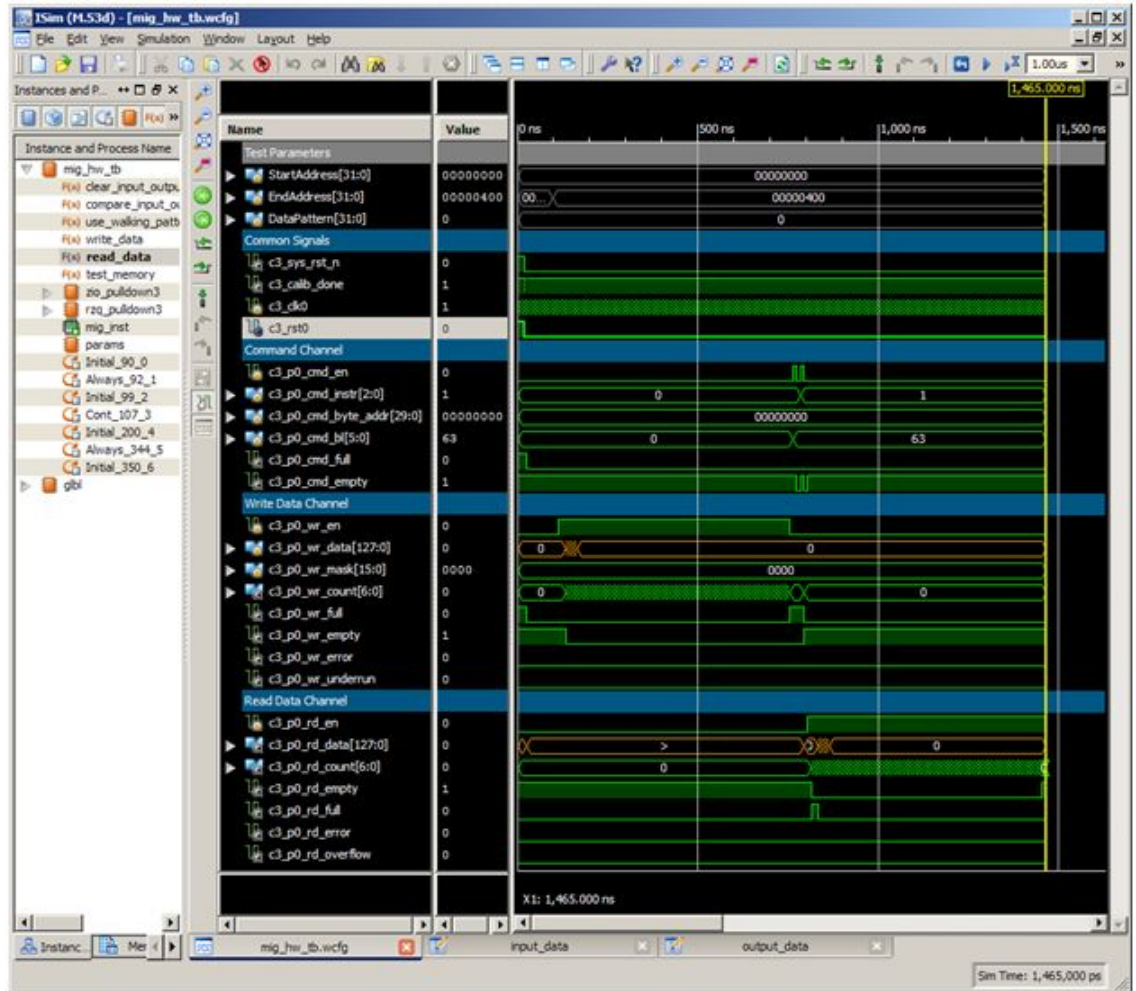 ISim (M.53d) - [mig_hw_tb.wcfg]
File Edit View Simulation Window Layout Help
1.00us
Instances and P...
F(x)
Instance and Process Name
mig_hw_tb
F(x) clear_input_outpu
F(x) compare_input_ou
F(x) use_walking_patt
F(x) write_data
F(x) read_data
F(x) test_memory
zio_pulldown3
rzq_pulldown3
mig_inst
params
Initial_90_0
Always_92_1
Initial_99_2
Cont_107_3
Initial_200_4
Always_344_5
Initial_350_6
glbl
1,465.000 ns
Name Value 0 ns 500 ns 1,000 ns 1,500 ns
Test Parameters
StartAddress[31:0] 00000000 00000000
EndAddress[31:0] 00000400 00... 00000400
DataPattern[31:0] 0 0
Common Signals
c3_sys_rst_n 0
c3_calib_done 1
c3_clk0 1
c3_rst0 0
Command Channel
c3_p0_cmd_en 0
c3_p0_cmd_instr[2:0] 1 0 1
c3_p0_cmd_byte_addr[29:0] 00000000 00000000
c3_p0_cmd_bl[5:0] 63 0 63
c3_p0_cmd_full 0
c3_p0_cmd_empty 1
Write Data Channel
c3_p0_wr_en 0
c3_p0_wr_data[127:0] 0 0 0
c3_p0_wr_mask[15:0] 0000 0000
c3_p0_wr_count[6:0] 0 0 0
c3_p0_wr_full 0
c3_p0_wr_empty 1
c3_p0_wr_error 0
c3_p0_wr_underrun 0
Read Data Channel
c3_p0_rd_en 0
c3_p0_rd_data[127:0] 0 > 0
c3_p0_rd_count[6:0] 0 0
c3_p0_rd_empty 1
c3_p0_rd_full 0
c3_p0_rd_error 0
c3_p0_rd_overflow 0
X1: 1,465.000 ns
Instanc... Mer
mig_hw_tb.wcfg input_data output_data
Sim Time: 1,465,000 ps